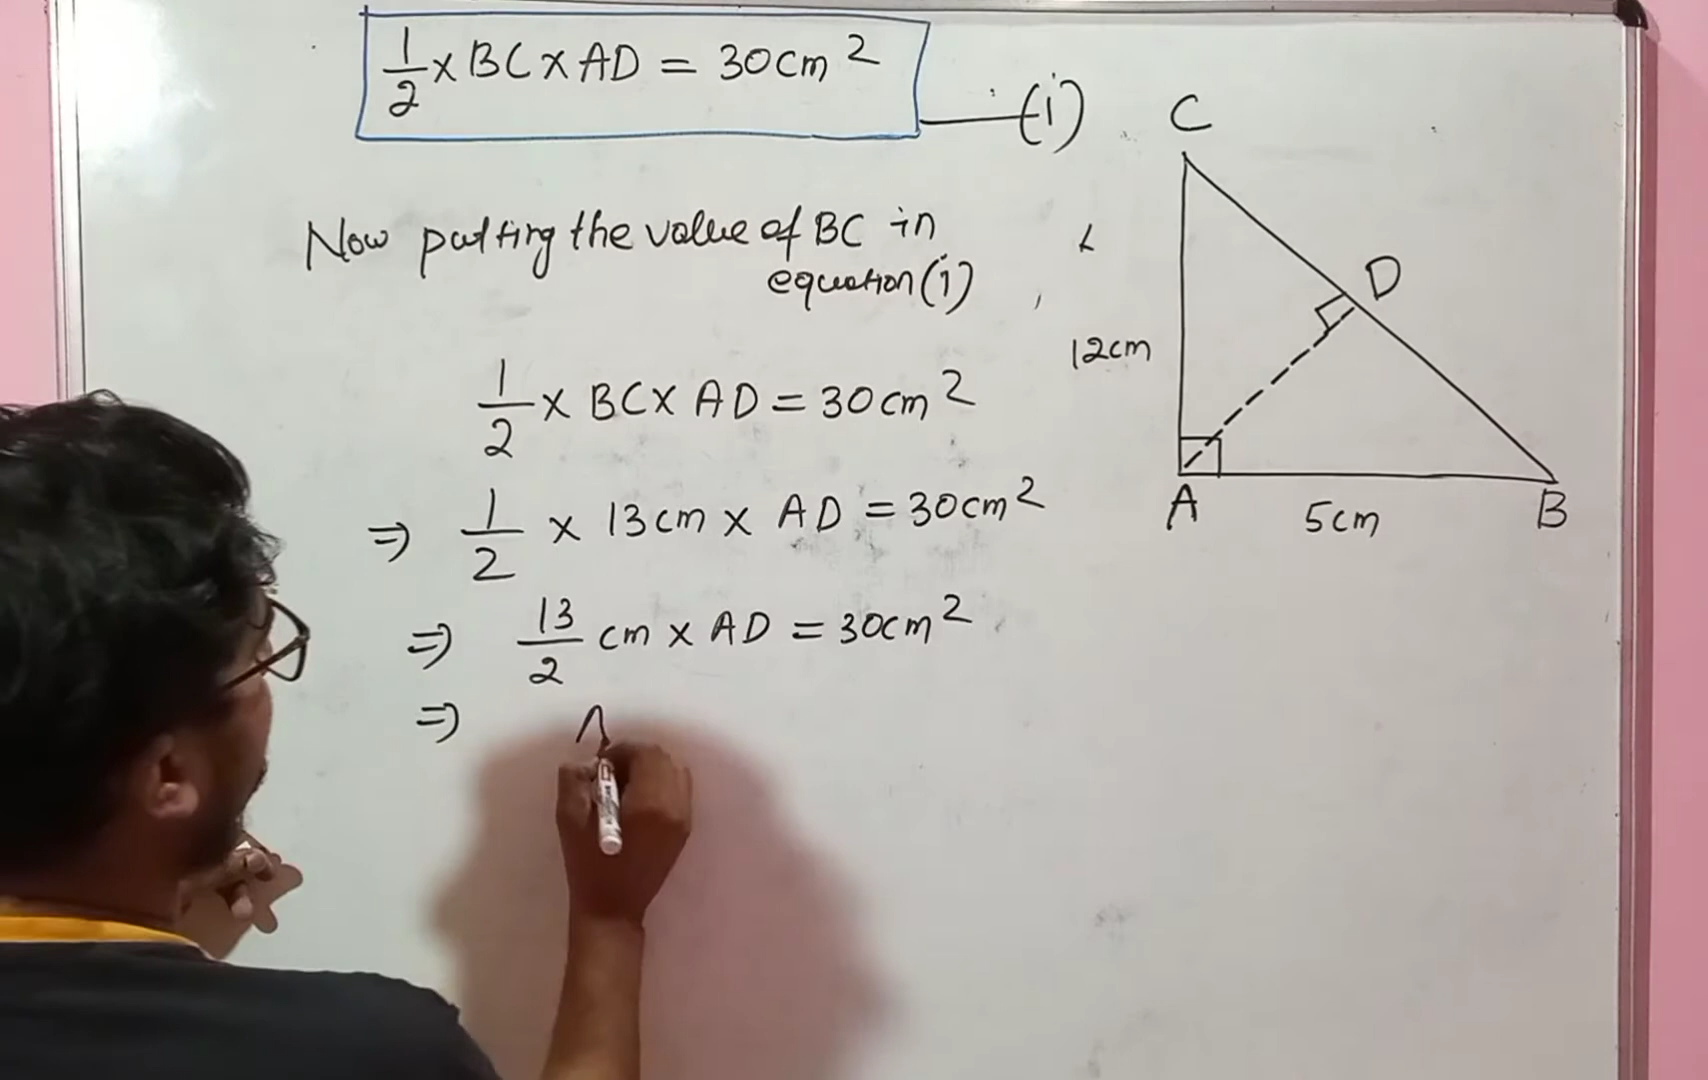 1/2 × BC × AD = 30cm² —(i)
Now putting the value of BC in
equation (i)
1/2 × BC × AD = 30cm²
⇒ 1/2 × 13cm × AD = 30cm²
⇒ 13/2 cm × AD = 30cm²
⇒ A
C
D
12cm
A
5cm
B